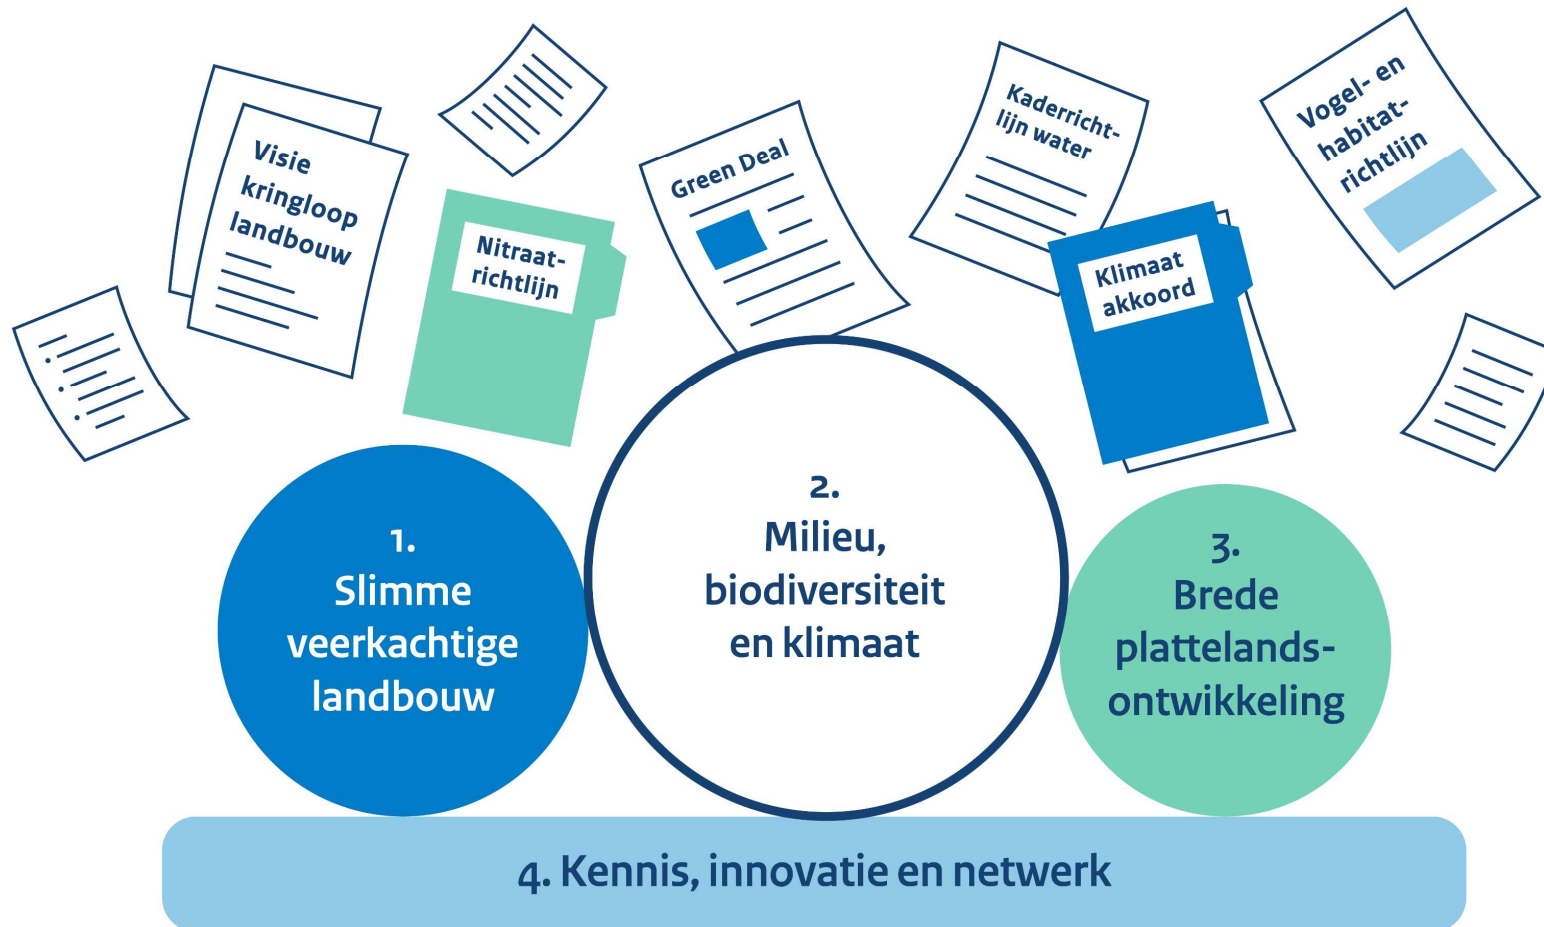 Visie
kringloop
landbouw
Nitraat-
richtlijn
Green Deal
Kaderricht-
lijn water
Klimaat
akkoord
Vogel- en
habitat-
richtlijn
1.
Slimme
veerkachtige
landbouw
2.
Milieu,
biodiversiteit
en klimaat
3.
Brede
plattelands-
ontwikkeling
4. Kennis, innovatie en netwerk